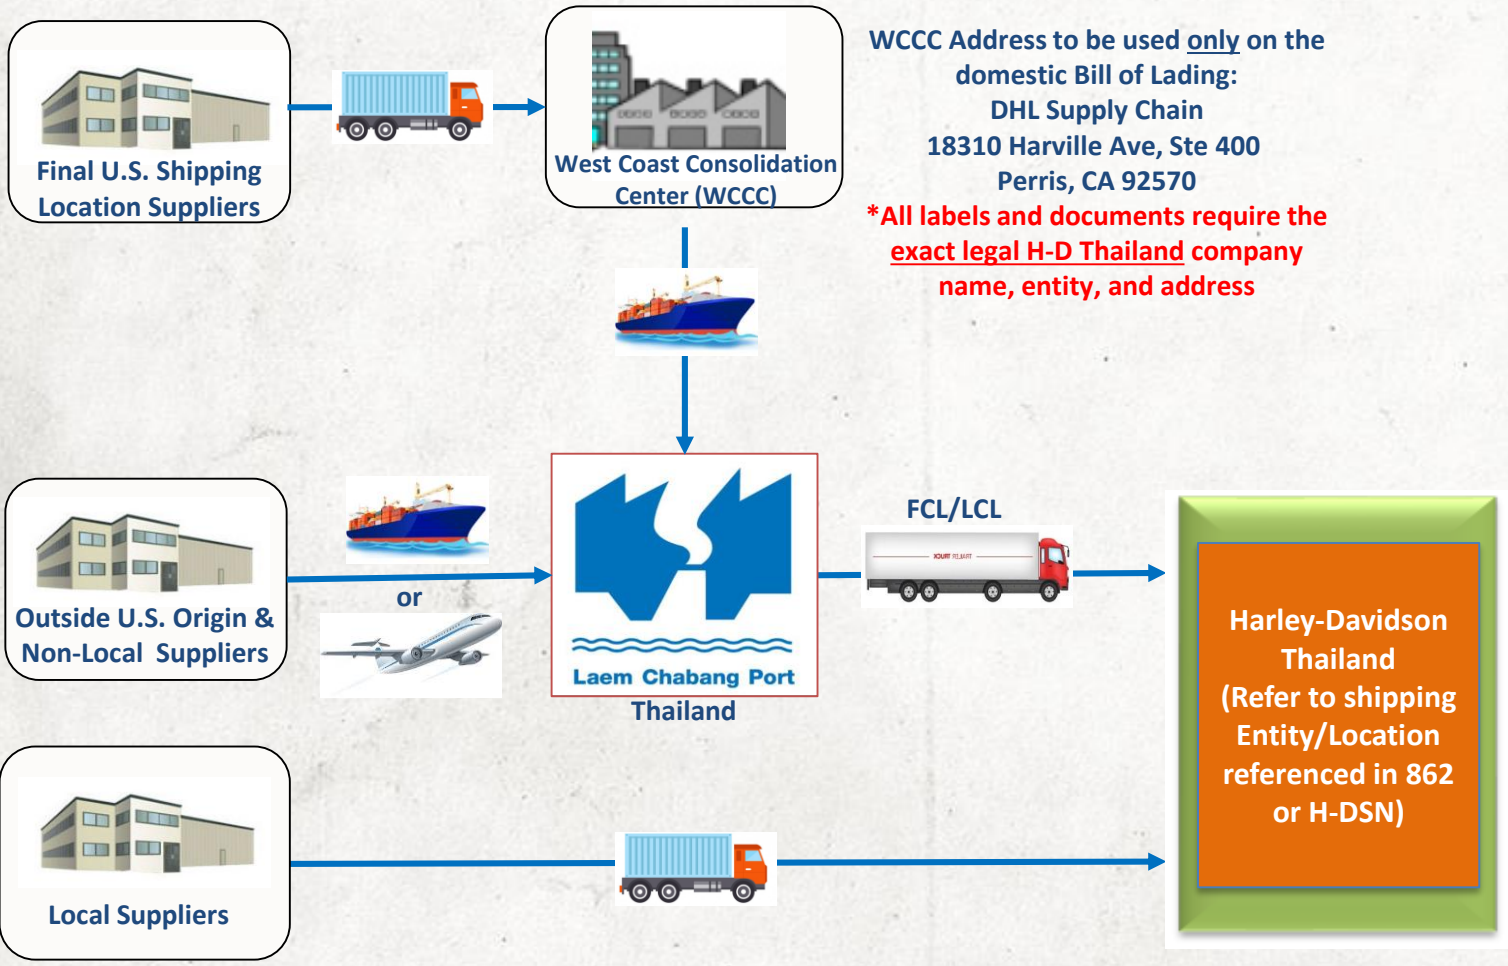 Final U.S. Shipping
Location Suppliers
West Coast Consolidation
Center (WCCC)
WCCC Address to be used only on the
domestic Bill of Lading:
DHL Supply Chain
18310 Harville Ave, Ste 400
Perris, CA 92570
*All labels and documents require the
exact legal H-D Thailand company
name, entity, and address
Outside U.S. Origin &
Non-Local Suppliers
or
Laem Chabang Port
Thailand
FCL/LCL
Harley-Davidson
Thailand
(Refer to shipping
Entity/Location
referenced in 862
or H-DSN)
Local Suppliers